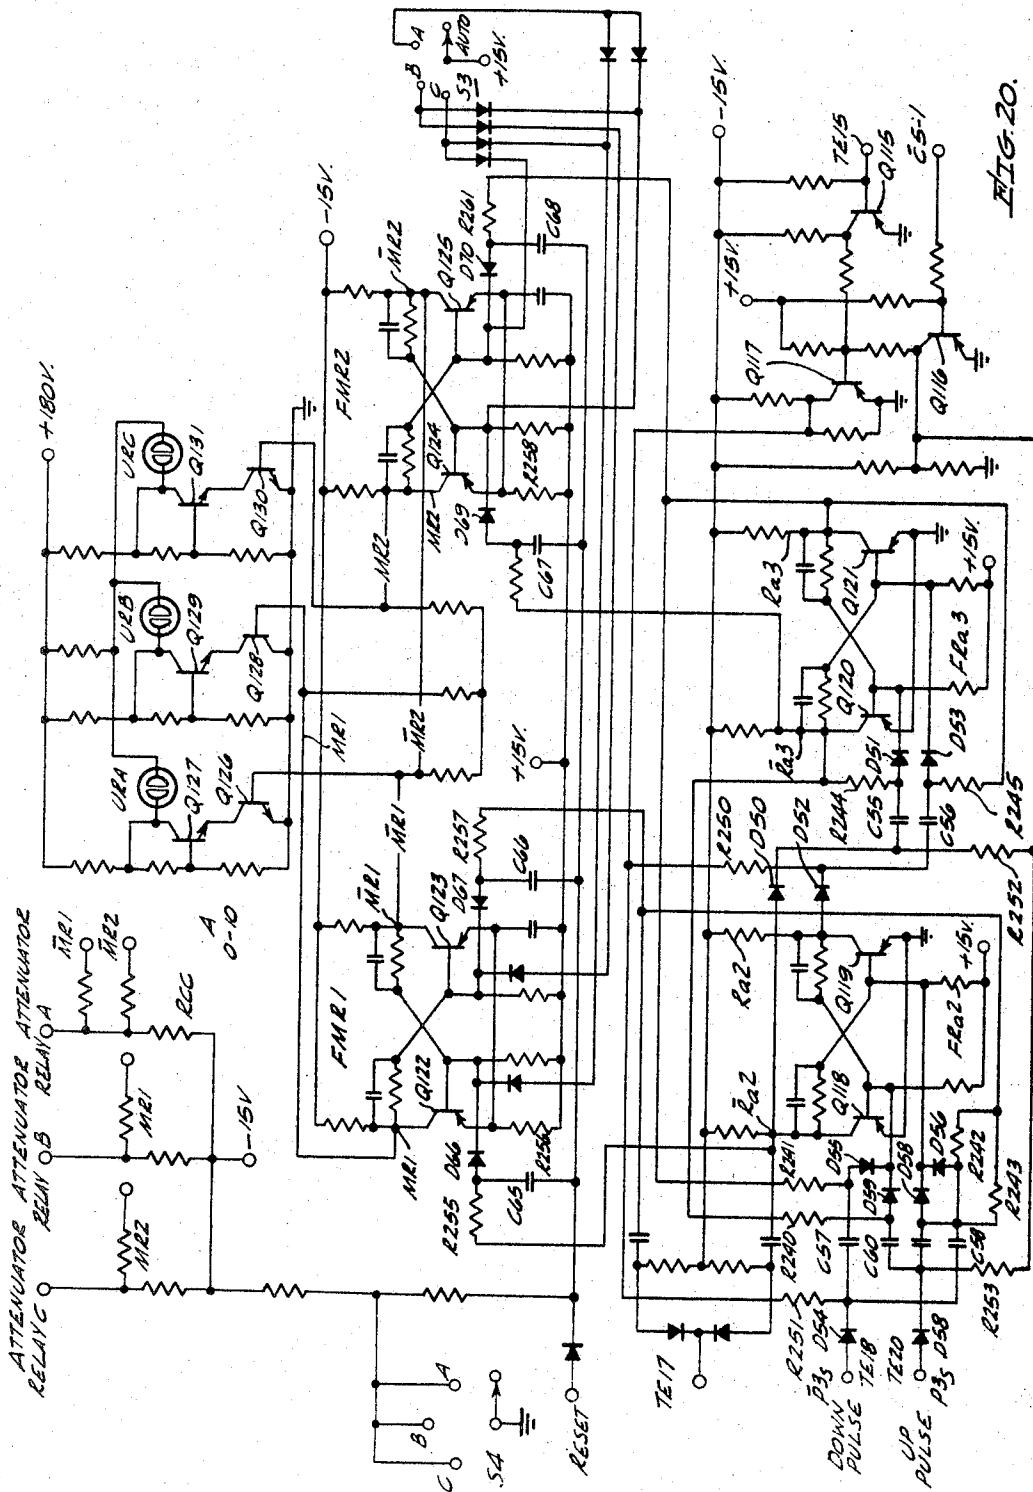 ATTENUATOR
RELAY C
ATTENUATOR
RELAY B
ATTENUATOR
RELAY A
M̄R1
M̄R2
MR2
MR1
RCC
-15V
A
0-10
+180V.
URA
URB
URC
Q127
Q126
Q129
Q128
Q131
Q130
C
B
A
S4
RESET
FMR1
MR1
M̄R1
Q122
Q123
D66
D67
R255
R257
C65
R256
C66
MR1
M̄R1
M̄R2
+15V.
FMR2
MR2
MR2
M̄R2
Q124
Q125
D69
D70
R258
R261
C67
C68
-15V.
B
C
A
S3
AUTO
+15V.
TE17
R251
P̄3s
D54
DOWN
PULSE
TE18
TE20
UP
PULSE
P3s
D58
R240
R241
C57
C60
C58
D55
D59
D58
D56
R242
R243
R253
R̄a2
Ra2
Q118
Q119
FRa2
+15V.
R250
D50
D52
R244
C55
C56
D51
D53
R245
R252
R̄a3
Ra3
Q120
Q121
FRa3
+15V.
Q117
Q116
Q115
+15V.
-15V.
TE15
C̄5-1
FIG. 20.